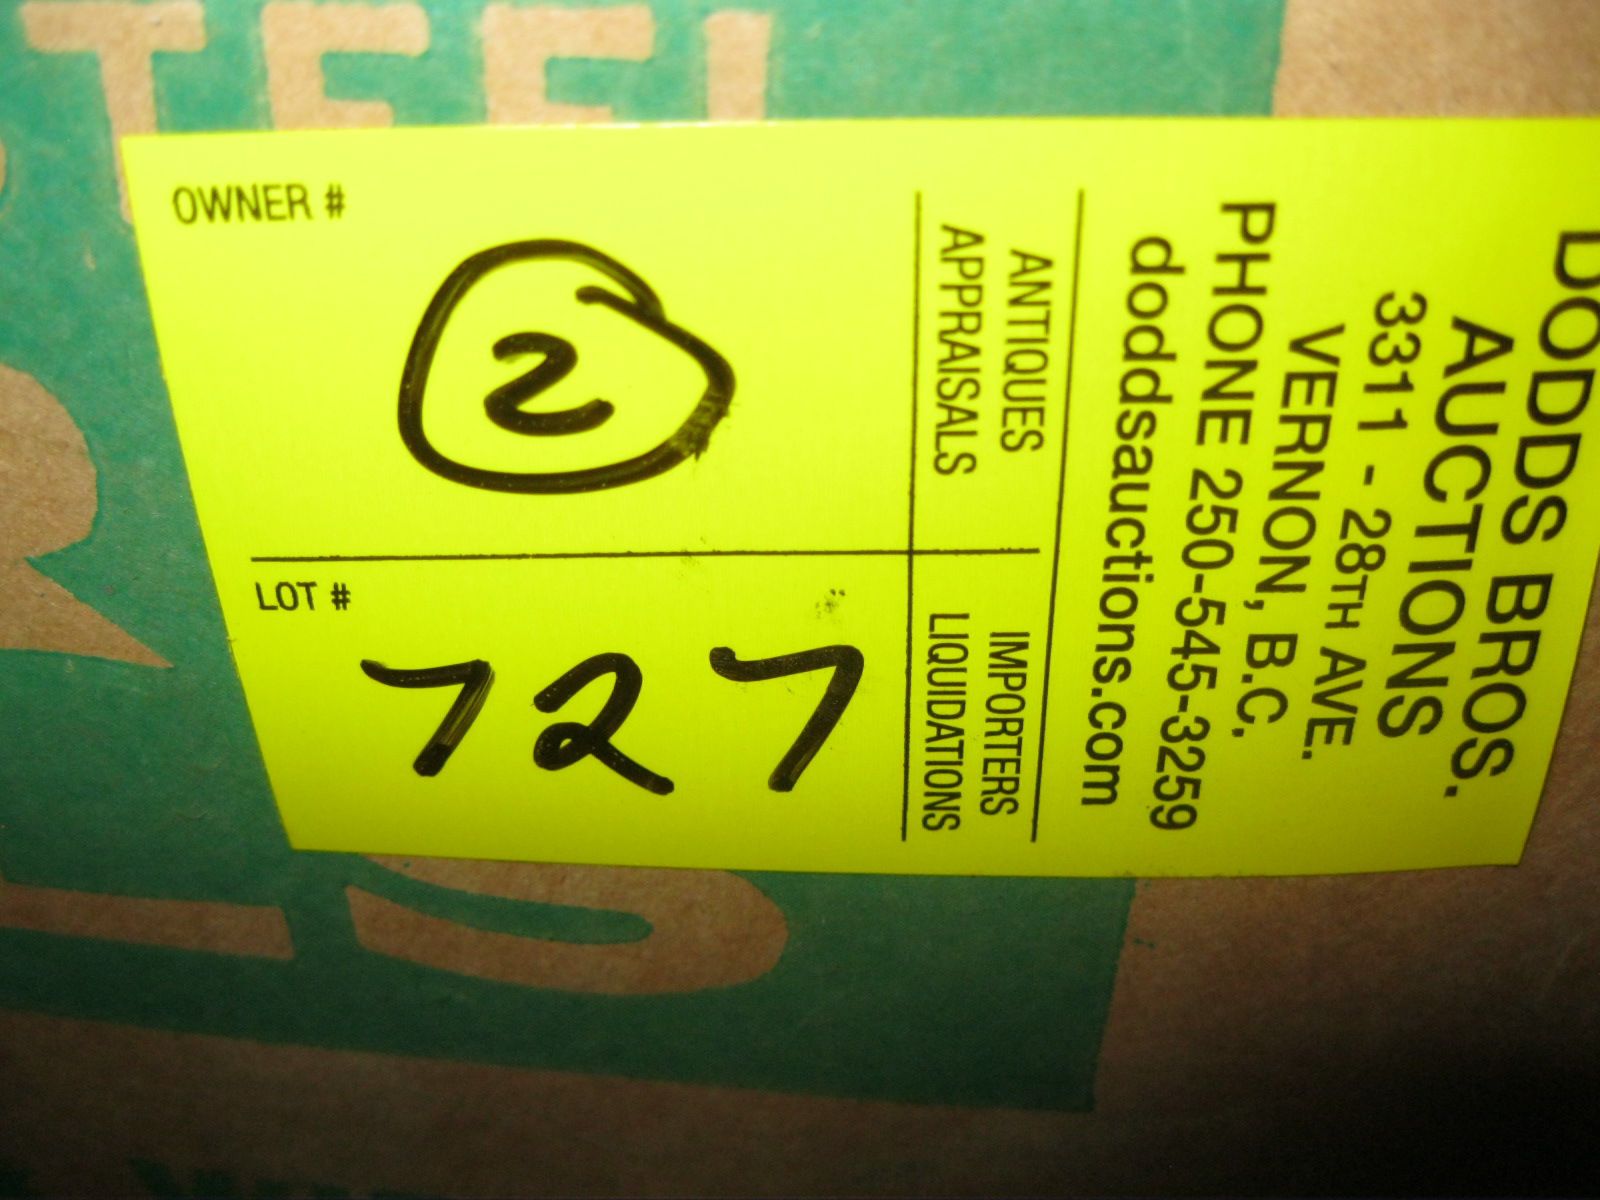 DODDS BROS.
AUCTIONS
3311 - 28TH AVE.
VERNON, B.C.
PHONE 250-545-3259
doddsauctions.com
ANTIQUES
APPRAISALS
IMPORTERS
LIQUIDATIONS
OWNER #
2
LOT #
727